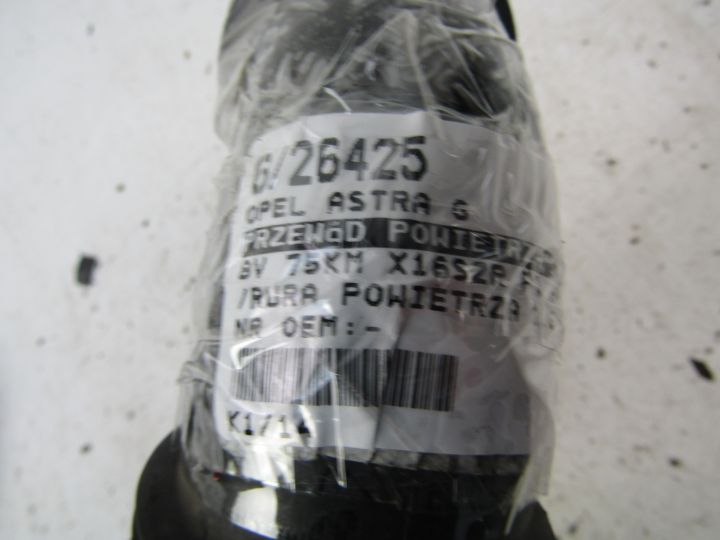 G/26425
OPEL ASTRA G
PRZEWÓD POWIETRZA
8V 75KM X16SZR
/RURA POWIETRZA
NR OEM:-
K1/14